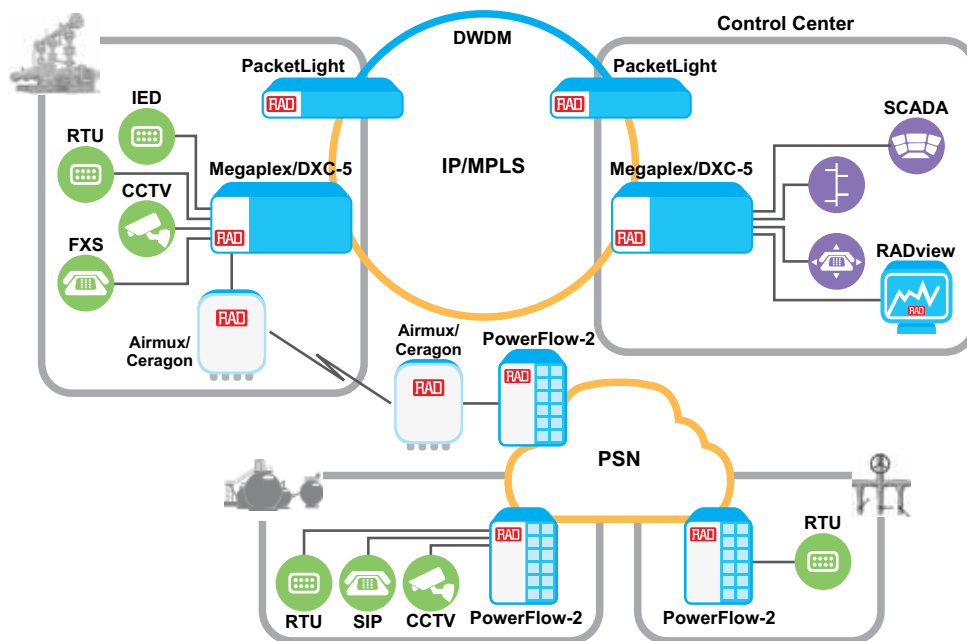 Control Center
DWDM
PacketLight
PacketLight
RAD
RAD
IED
SCADA
RTU
IP/MPLS
Megaplex/DXC-5
Megaplex/DXC-5
CCTV
RAD
RAD
FXS
RADview
RAD
RAD
Airmux/
Ceragon
Airmux/
Ceragon
PowerFlow-2
RAD
RAD
PSN
RAD
RAD
RTU
RTU
SIP
CCTV
PowerFlow-2
PowerFlow-2